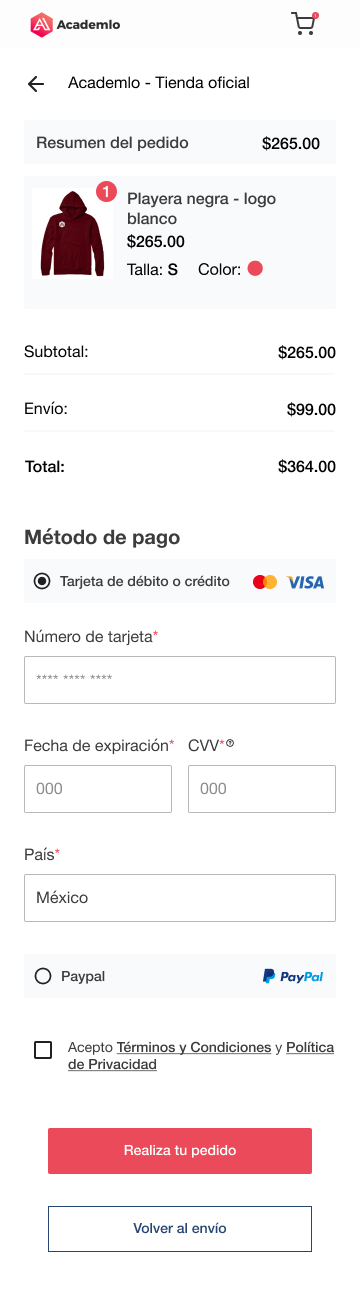 Academlo
Academlo - Tienda oficial
Resumen del pedido $265.00
1
Playera negra - logo
blanco
$265.00
Talla: S Color:
Subtotal: $265.00
Envío: $99.00
Total: $364.00
Método de pago
Tarjeta de débito o crédito VISA
Número de tarjeta*
**** **** ****
Fecha de expiración* CVV*?
000 000
País*
México
Paypal PayPal
Acepto Términos y Condiciones y Política
de Privacidad
Realiza tu pedido
Volver al envío